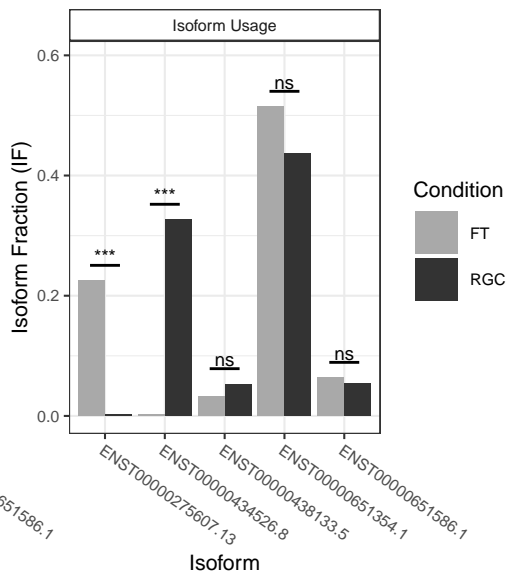 Isoform Usage
0.6
0.4
0.2
0.0
Isoform Fraction (IF)
***
***
ns
ns
ns
Condition
FT
RGC
651586.1
ENST00000275607.13
ENST00000434526.8
ENST00000438133.5
ENST00000651354.1
ENST00000651586.1
Isoform